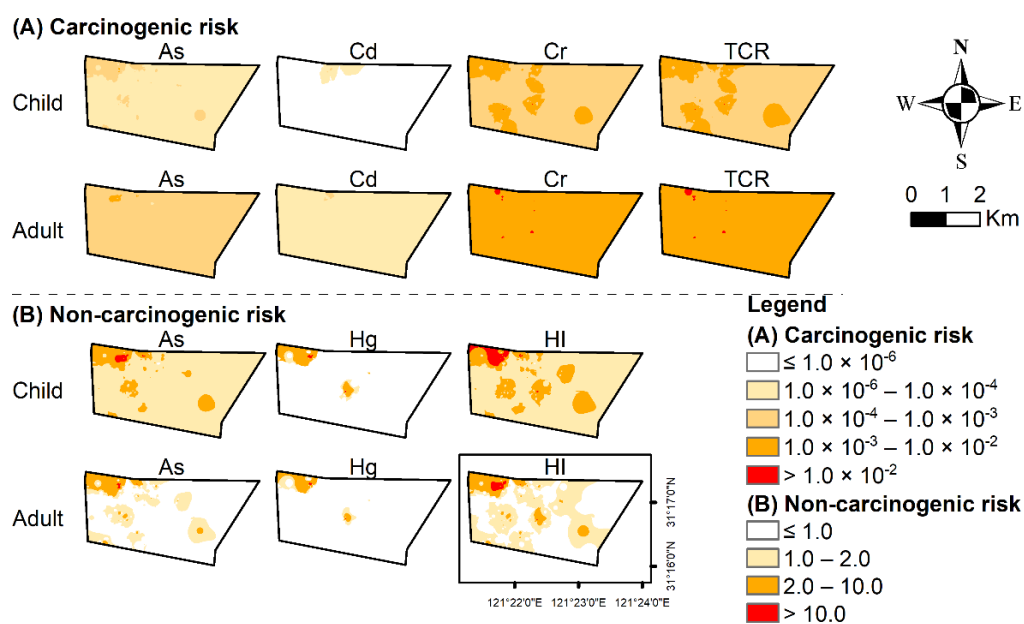 (A) Carcinogenic risk
As Cd Cr TCR
Child
As Cd Cr TCR
Adult
N
W E
S
0 1 2
Km
(B) Non-carcinogenic risk
As Hg HI
Child
As Hg HI
Adult
31°17'0"N
31°16'0"N
121°22'0"E 121°23'0"E 121°24'0"E
Legend
(A) Carcinogenic risk
≤ 1.0 × 10⁻⁶
1.0 × 10⁻⁶ – 1.0 × 10⁻⁴
1.0 × 10⁻⁴ – 1.0 × 10⁻³
1.0 × 10⁻³ – 1.0 × 10⁻²
> 1.0 × 10⁻²
(B) Non-carcinogenic risk
≤ 1.0
1.0 – 2.0
2.0 – 10.0
> 10.0